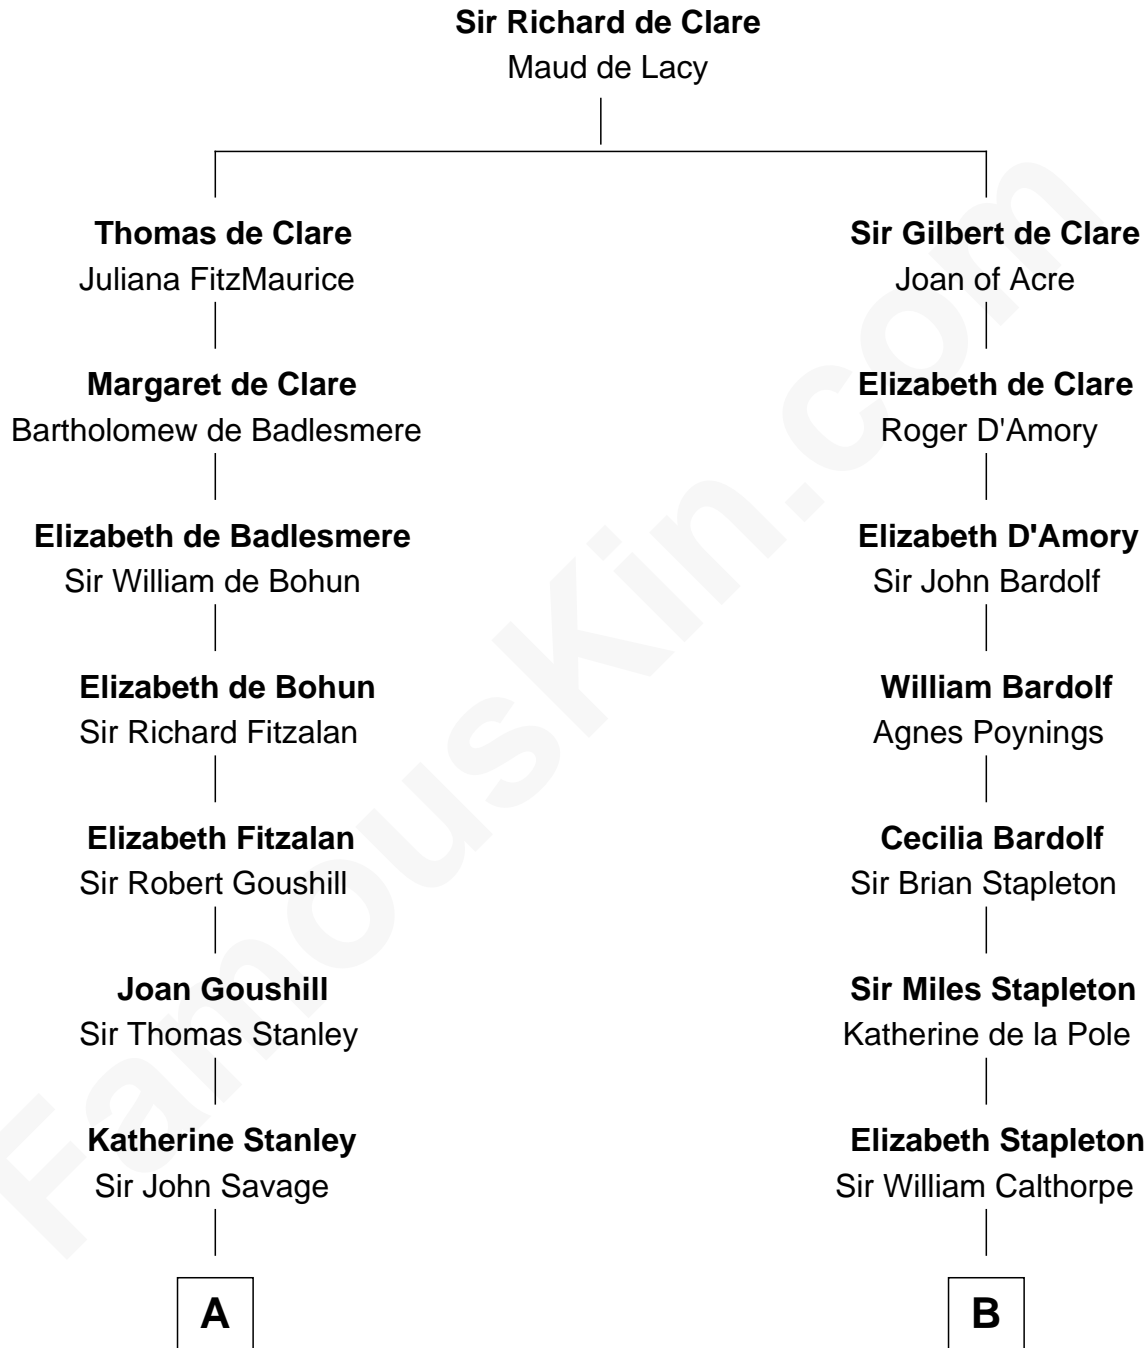 Sir Richard de Clare
Maud de Lacy
Thomas de Clare
Juliana FitzMaurice
Sir Gilbert de Clare
Joan of Acre
Margaret de Clare
Bartholomew de Badlesmere
Elizabeth de Clare
Roger D'Amory
Elizabeth de Badlesmere
Sir William de Bohun
Elizabeth D'Amory
Sir John Bardolf
Elizabeth de Bohun
Sir Richard Fitzalan
William Bardolf
Agnes Poynings
Elizabeth Fitzalan
Sir Robert Goushill
Cecilia Bardolf
Sir Brian Stapleton
Joan Goushill
Sir Thomas Stanley
Sir Miles Stapleton
Katherine de la Pole
Katherine Stanley
Sir John Savage
Elizabeth Stapleton
Sir William Calthorpe
A
B
FamousKin.com